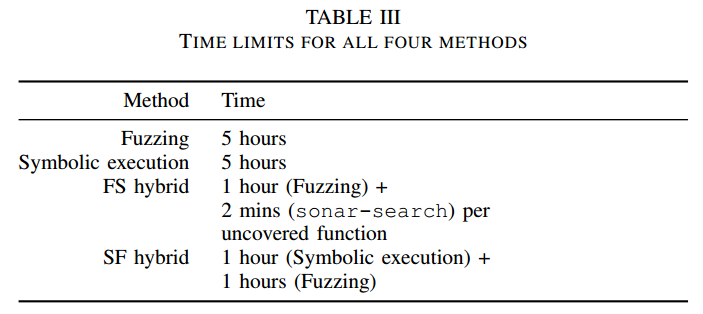 TABLE III
TIME LIMITS FOR ALL FOUR METHODS
Method Time
Fuzzing 5 hours
Symbolic execution 5 hours
FS hybrid 1 hour (Fuzzing) +
2 mins (sonar-search) per
uncovered function
SF hybrid 1 hour (Symbolic execution) +
1 hours (Fuzzing)